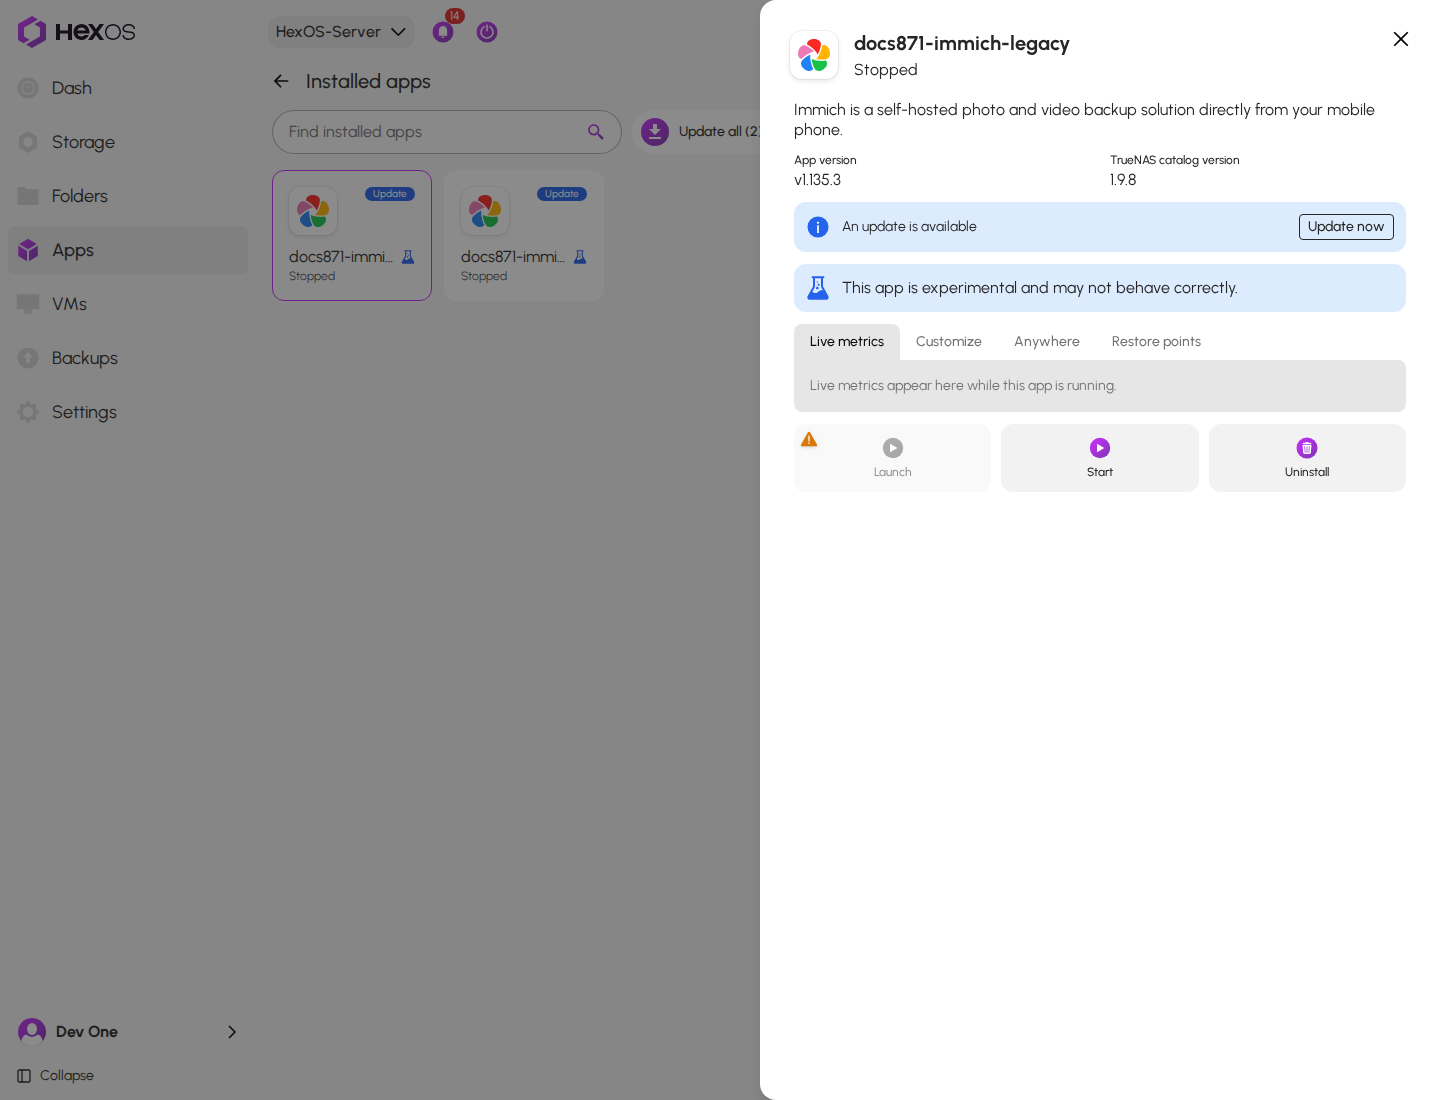 HEXOS
HexOS-Server
14
Dash
Storage
Folders
Apps
VMs
Backups
Settings
Installed apps
Find installed apps
Update all (2)
Update
docs871-immi...
Stopped
Update
docs871-immi...
Stopped
Dev One
Collapse
docs871-immich-legacy
Stopped
Immich is a self-hosted photo and video backup solution directly from your mobile
phone.
App version
v1.135.3
TrueNAS catalog version
1.9.8
An update is available
Update now
This app is experimental and may not behave correctly.
Live metrics
Customize
Anywhere
Restore points
Live metrics appear here while this app is running.
Launch
Start
Uninstall